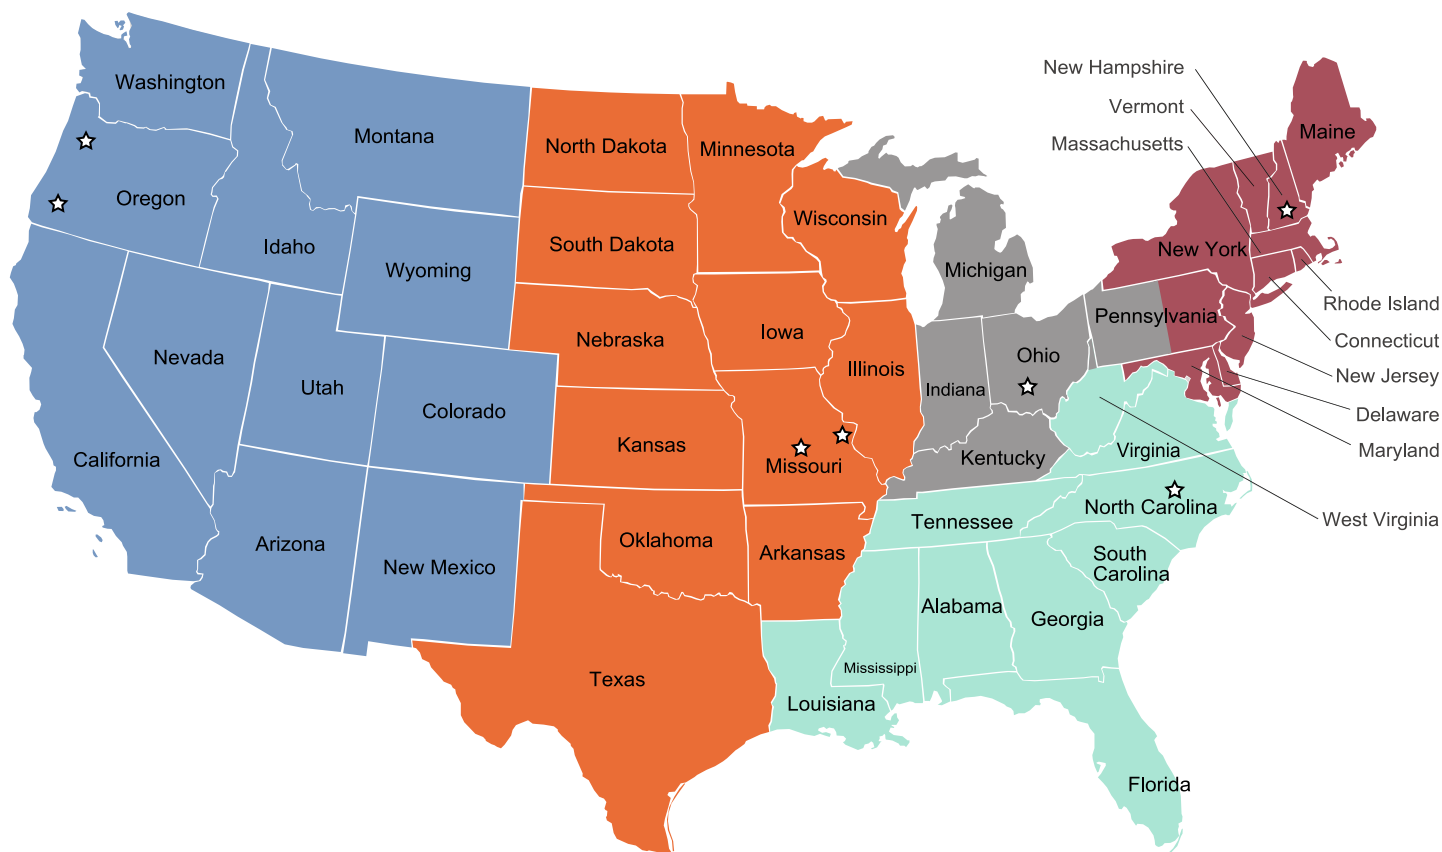 New Hampshire
Washington
Vermont
Maine
Montana
Massachusetts
North Dakota
Minnesota
Oregon
Wisconsin
Idaho
South Dakota
New York
Wyoming
Michigan
Rhode Island
Pennsylvania
Iowa
Nebraska
Connecticut
Nevada
Ohio
Illinois
New Jersey
Utah
Indiana
Colorado
Delaware
Kansas
Virginia
Maryland
California
Missouri
Kentucky
North Carolina
West Virginia
Tennessee
Arizona
Oklahoma
Arkansas
South
Carolina
New Mexico
Alabama
Georgia
Mississippi
Texas
Louisiana
Florida